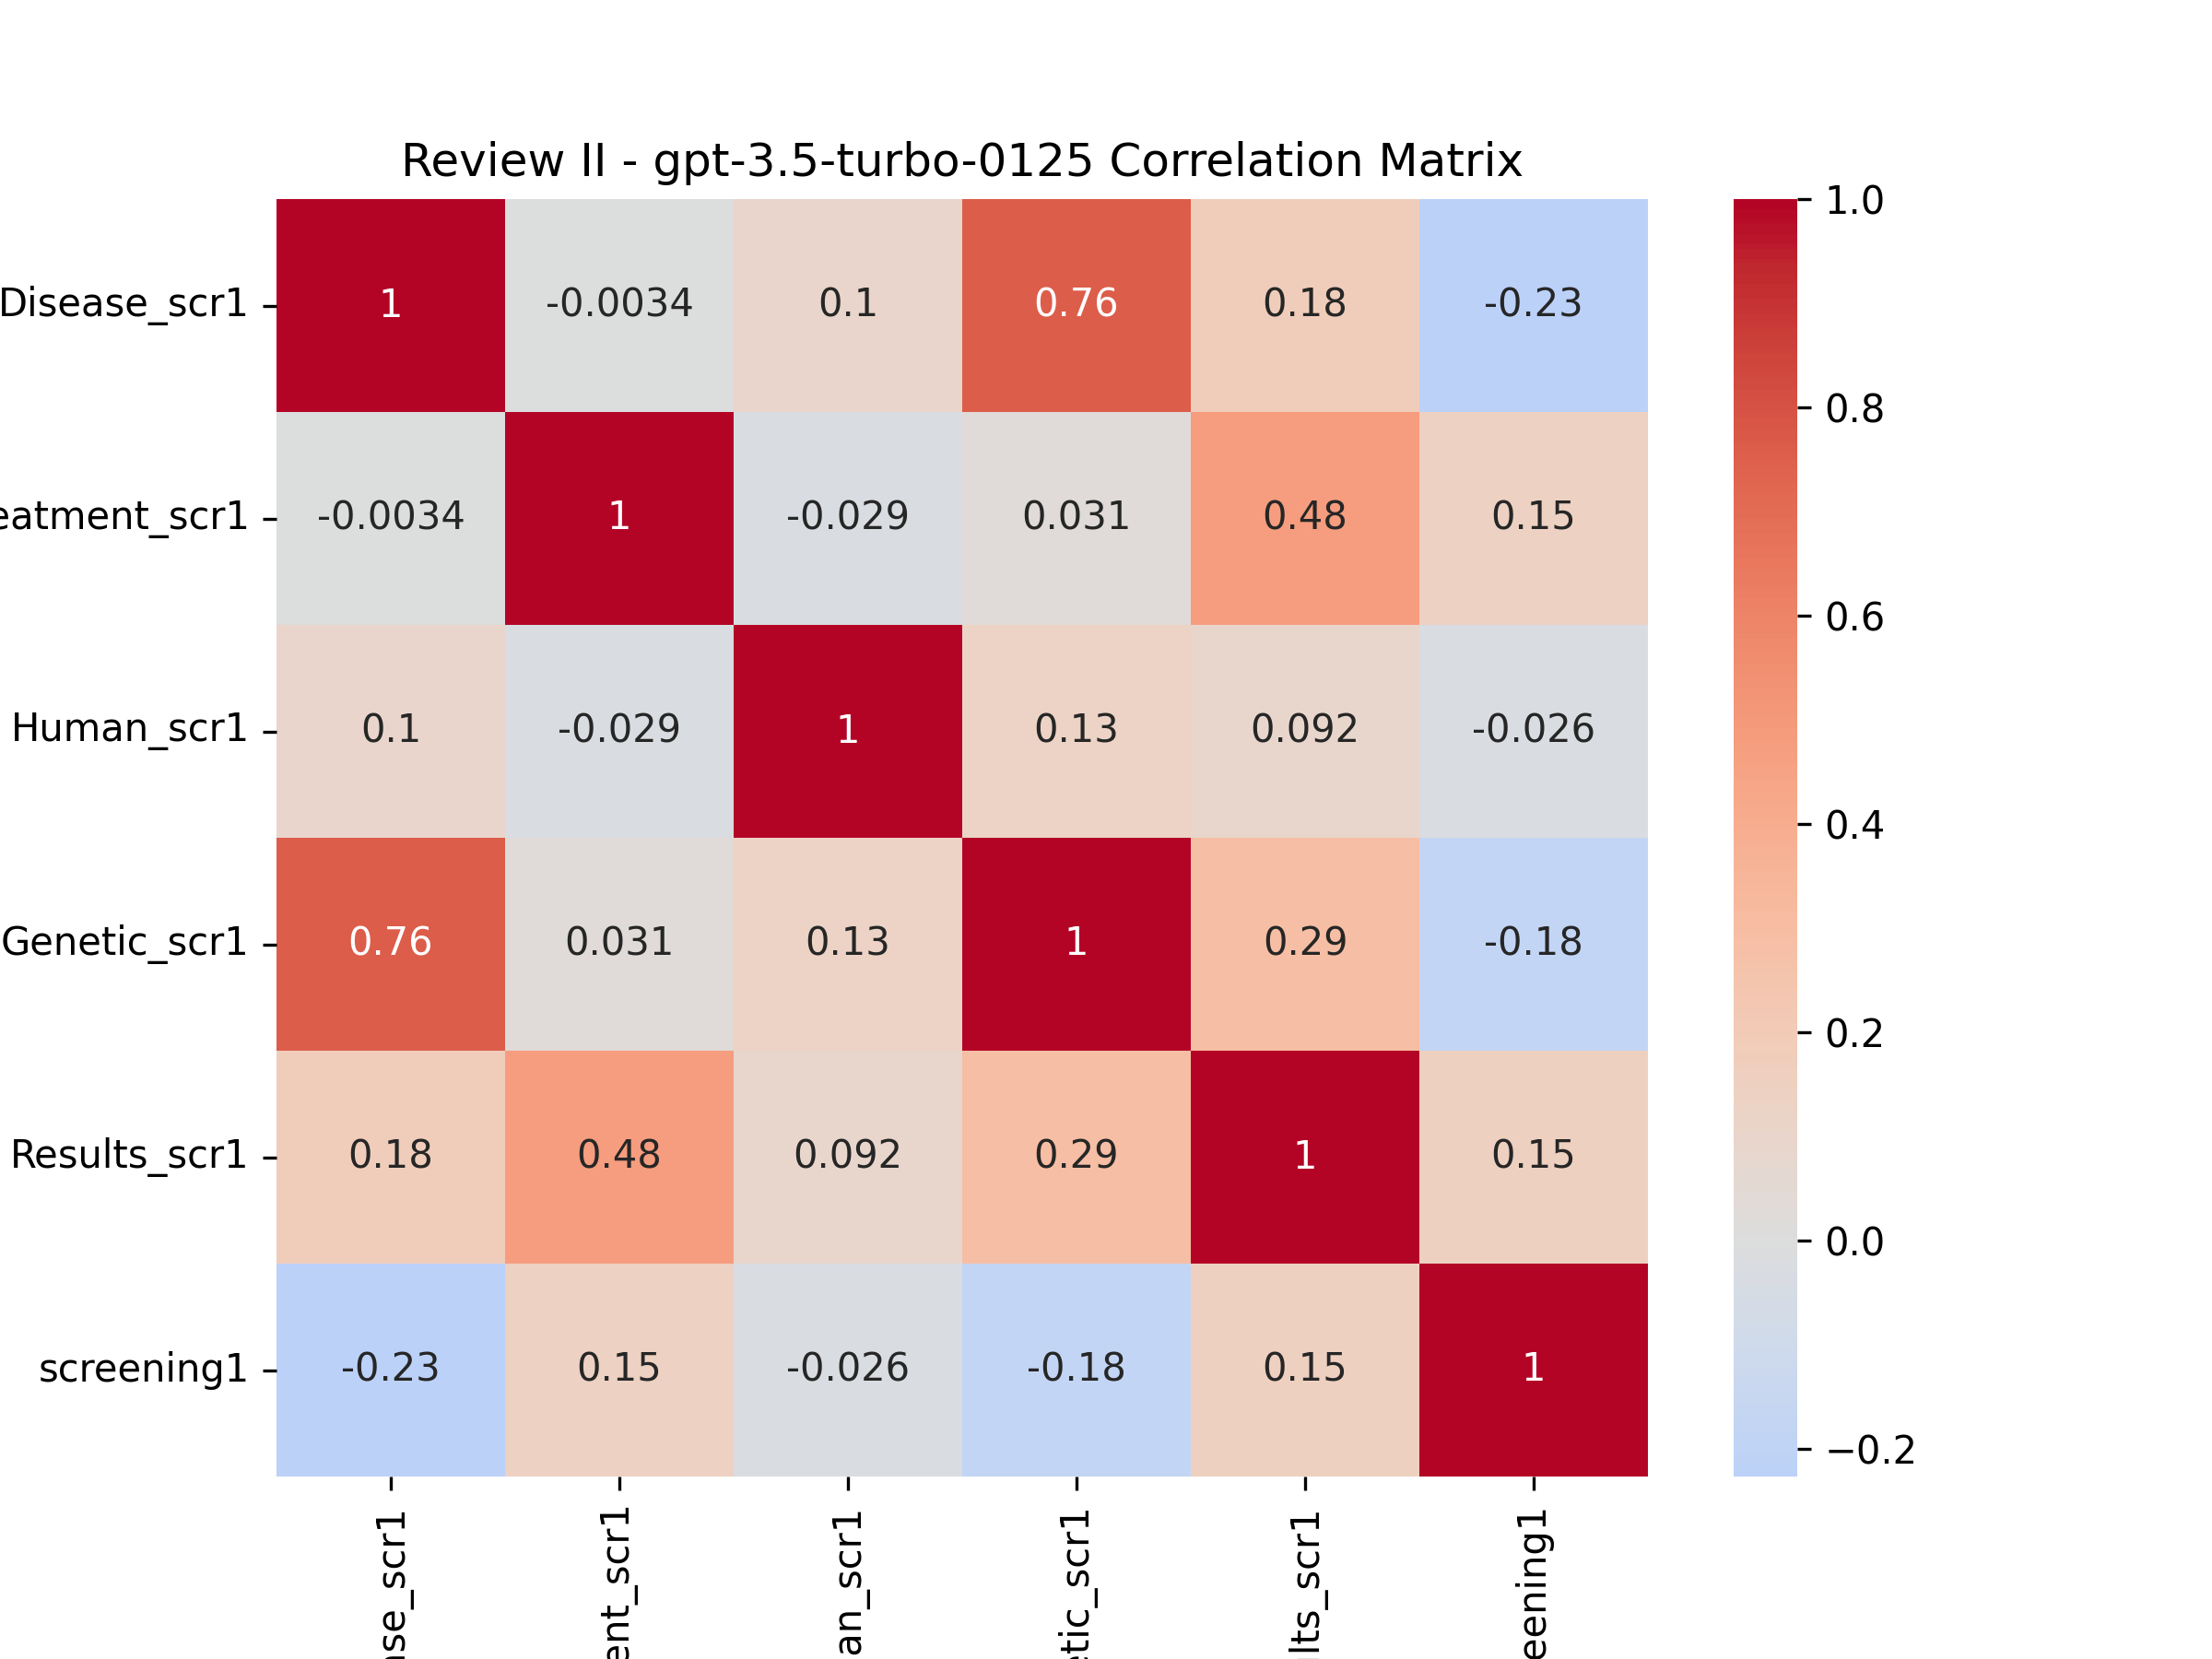 Review II - gpt-3.5-turbo-0125 Correlation Matrix
Disease_scr1 1 -0.0034 0.1 0.76 0.18 -0.23
eatment_scr1 -0.0034 1 -0.029 0.031 0.48 0.15
Human_scr1 0.1 -0.029 1 0.13 0.092 -0.026
Genetic_scr1 0.76 0.031 0.13 1 0.29 -0.18
Results_scr1 0.18 0.48 0.092 0.29 1 0.15
screening1 -0.23 0.15 -0.026 -0.18 0.15 1
ase_scr1
ent_scr1
an_scr1
etic_scr1
lts_scr1
eening1
1.0
0.8
0.6
0.4
0.2
0.0
−0.2